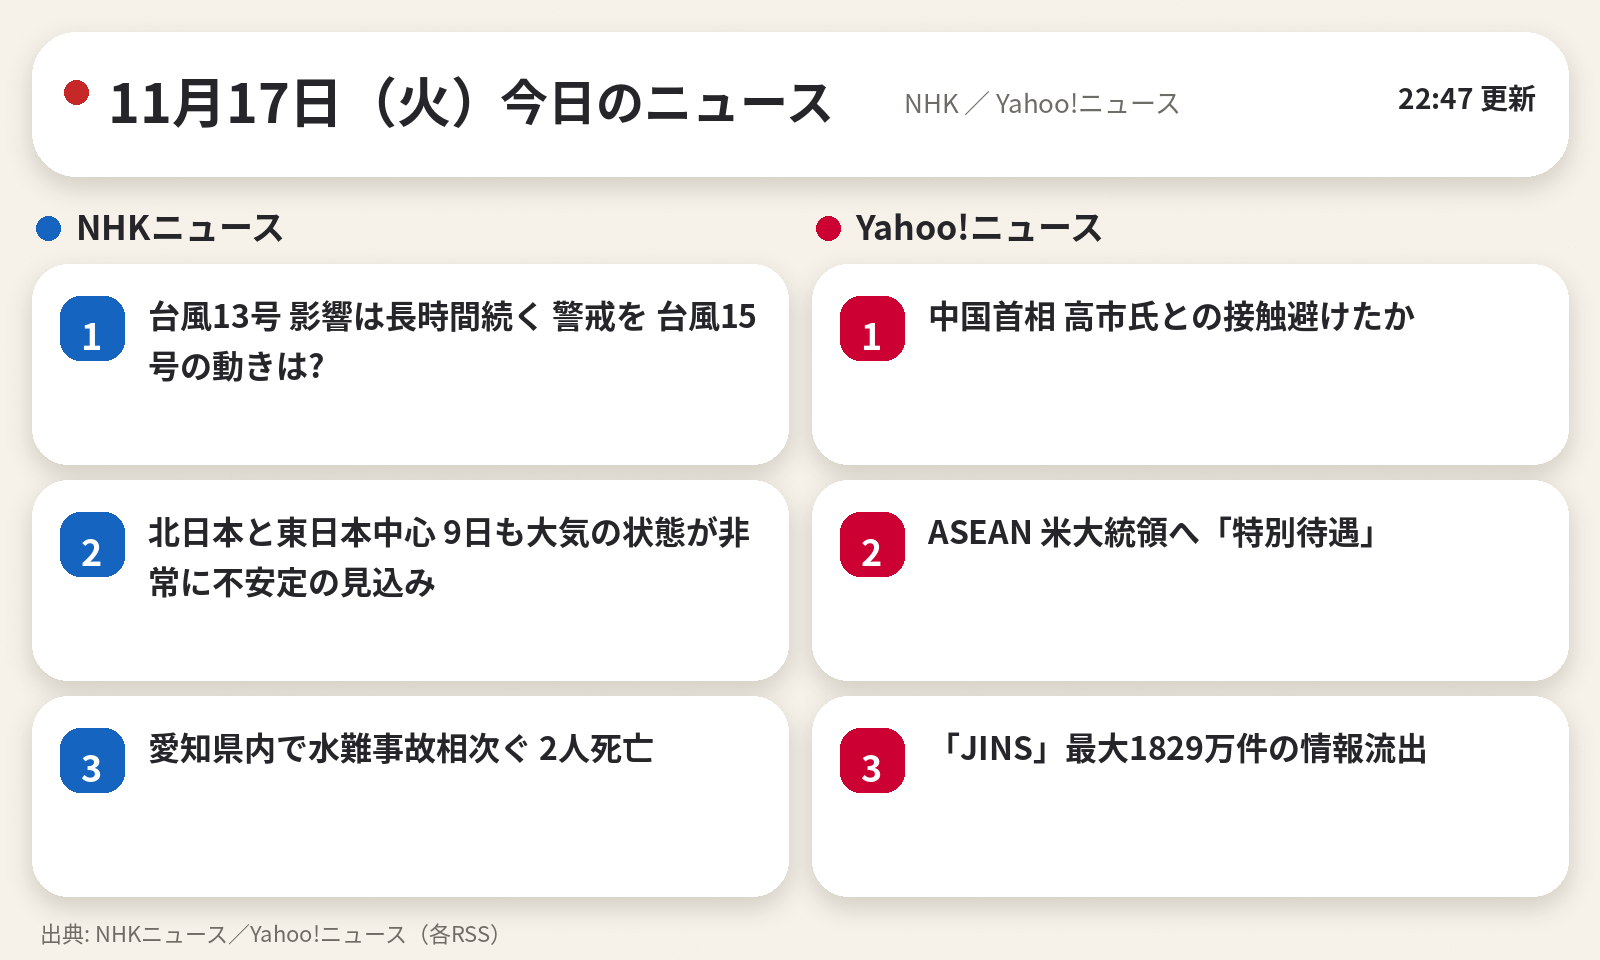 11月17日（火）今日のニュース
NHK ／ Yahoo!ニュース
22:47 更新
NHKニュース
1
台風13号 影響は長時間続く 警戒を 台風15
号の動きは?
2
北日本と東日本中心 9日も大気の状態が非
常に不安定の見込み
3
愛知県内で水難事故相次ぐ 2人死亡
Yahoo!ニュース
1
中国首相 高市氏との接触避けたか
2
ASEAN 米大統領へ「特別待遇」
3
「JINS」最大1829万件の情報流出
出典: NHKニュース／Yahoo!ニュース（各RSS）